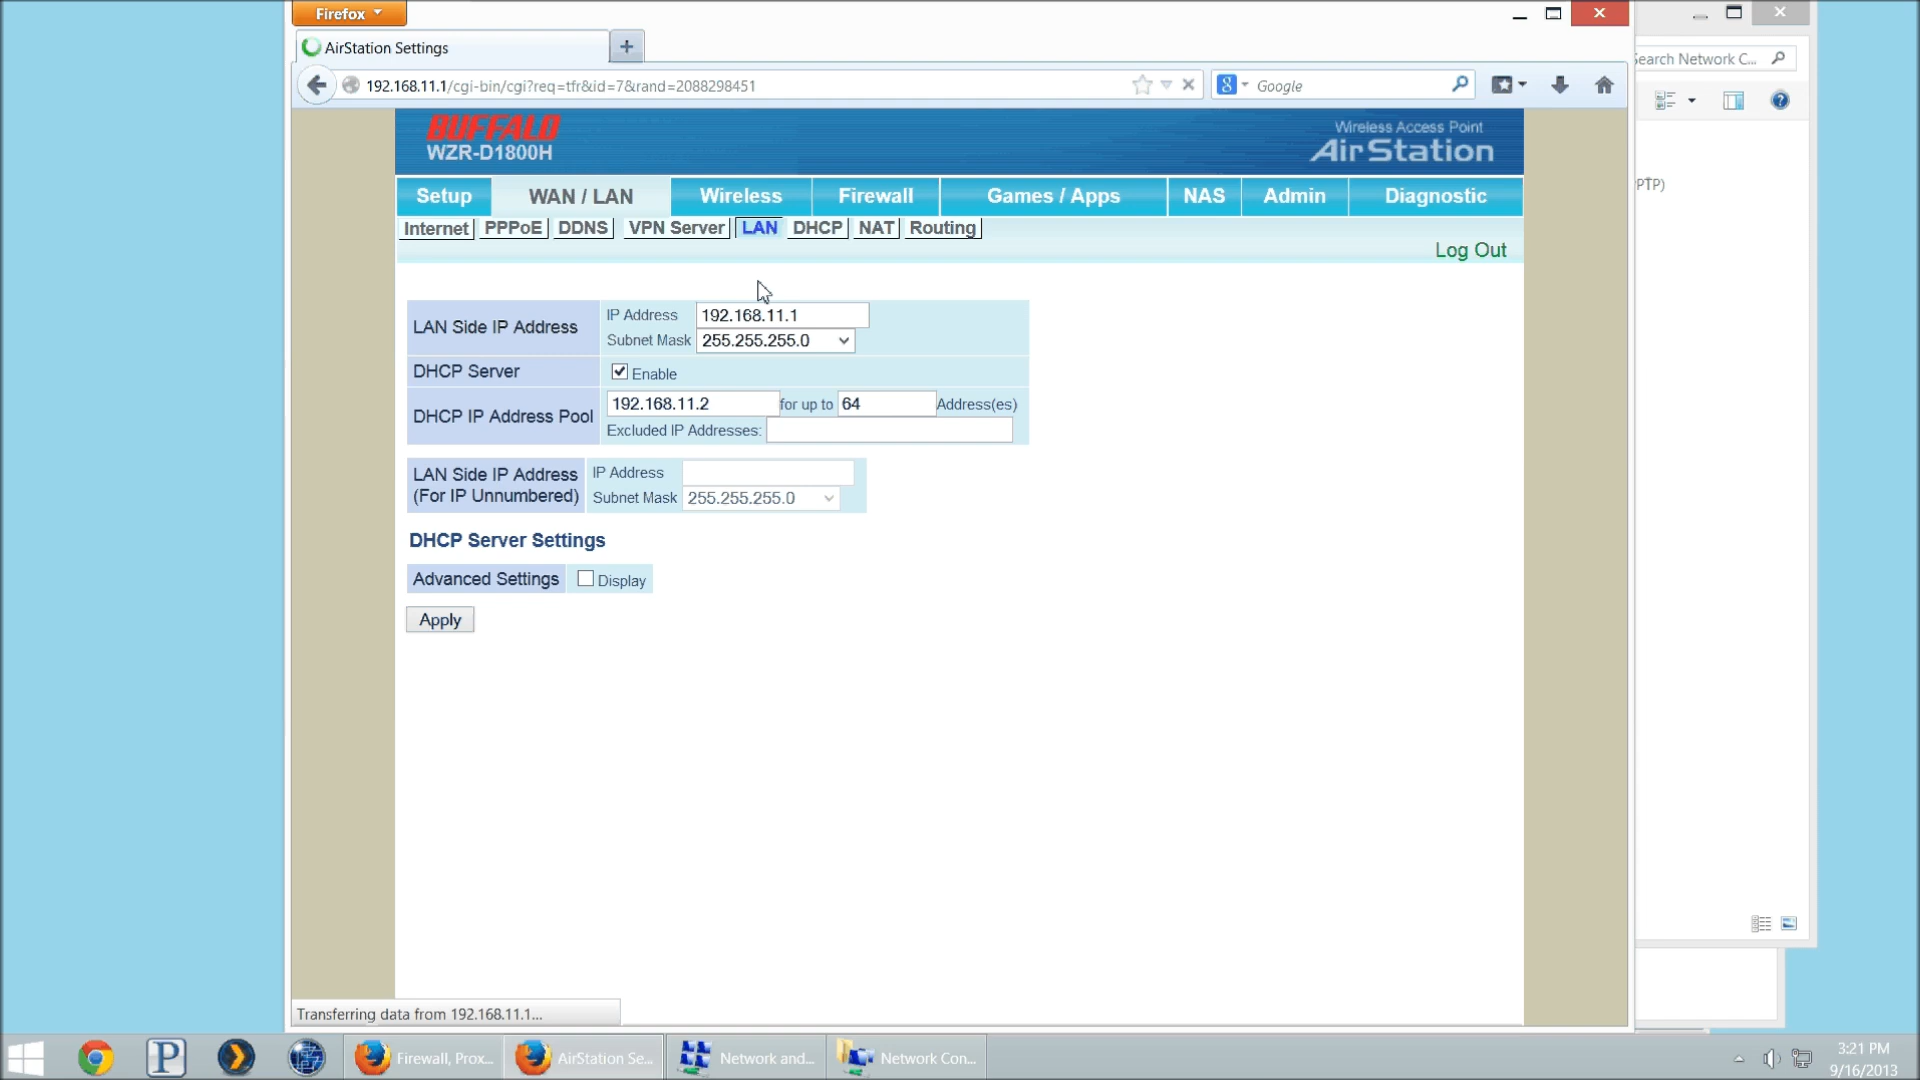 Firefox
AirStation Settings
192.168.11.1/cgi-bin/cgi?req=tfr&id=7&rand=2088298451
Google
Search Network C...
BUFFALO
WZR-D1800H
Wireless Access Point
AirStation
PTP)
Setup WAN / LAN Wireless Firewall Games / Apps NAS Admin Diagnostic
Internet PPPoE DDNS VPN Server LAN DHCP NAT Routing
Log Out
LAN Side IP Address
IP Address 192.168.11.1
Subnet Mask 255.255.255.0
DHCP Server Enable
DHCP IP Address Pool
192.168.11.2 for up to 64 Address(es)
Excluded IP Addresses:
LAN Side IP Address
(For IP Unnumbered)
IP Address
Subnet Mask 255.255.255.0
DHCP Server Settings
Advanced Settings Display
Apply
Transferring data from 192.168.11.1...
Firewall, Prox... AirStation Se... Network and... Network Con...
3:21 PM
9/16/2013